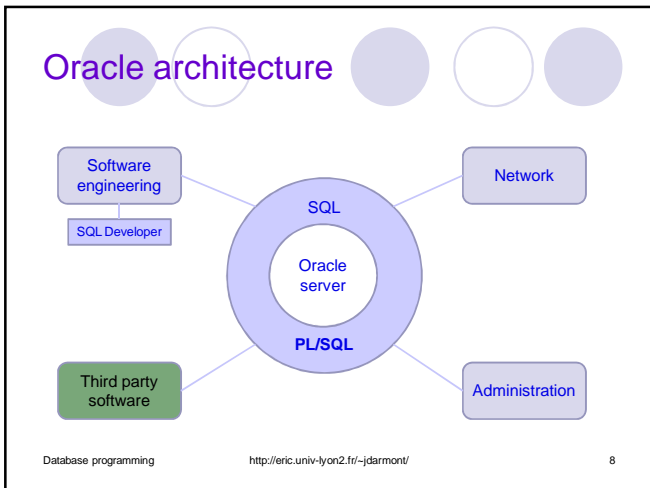 Oracle architecture
Software
engineering
Network
SQL Developer
SQL
Oracle
server
PL/SQL
Third party
software
Administration
Database programming
http://eric.univ-lyon2.fr/~jdarmont/
8